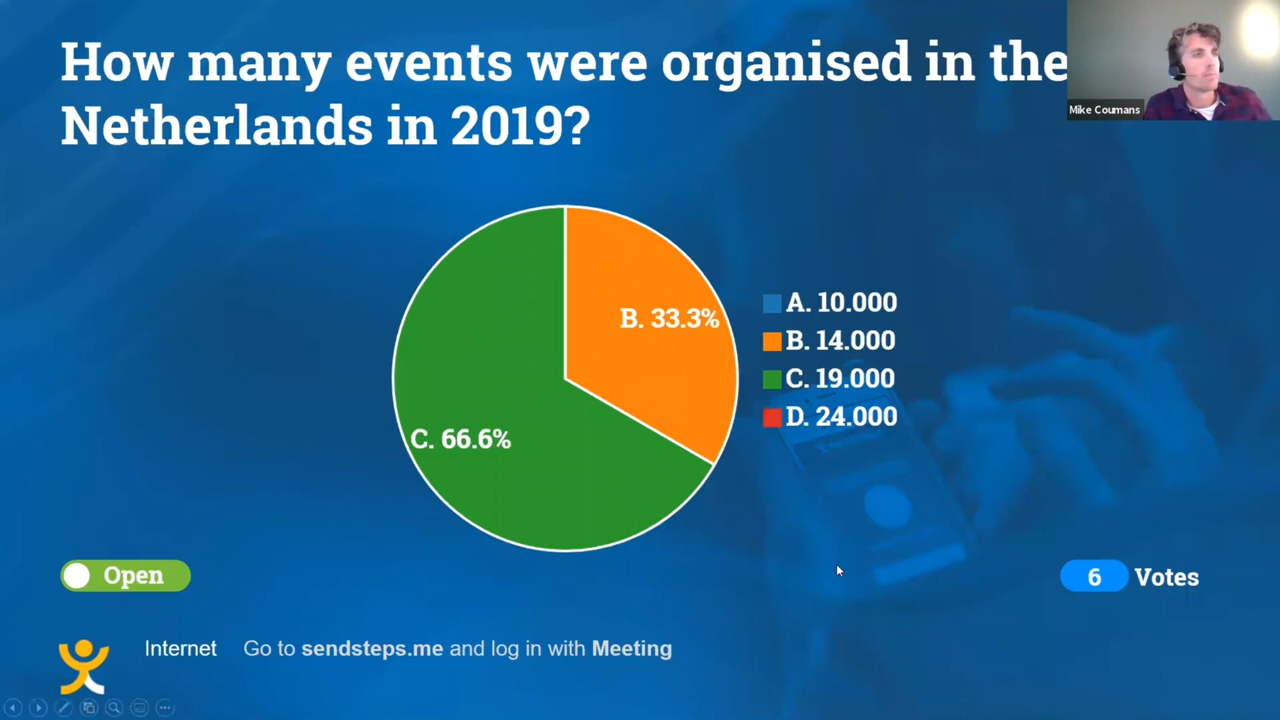 How many events were organised in the
Netherlands in 2019?
Mike Coumans
B. 33.3%
C. 66.6%
A. 10.000
B. 14.000
C. 19.000
D. 24.000
Open
6 Votes
Internet Go to sendsteps.me and log in with Meeting